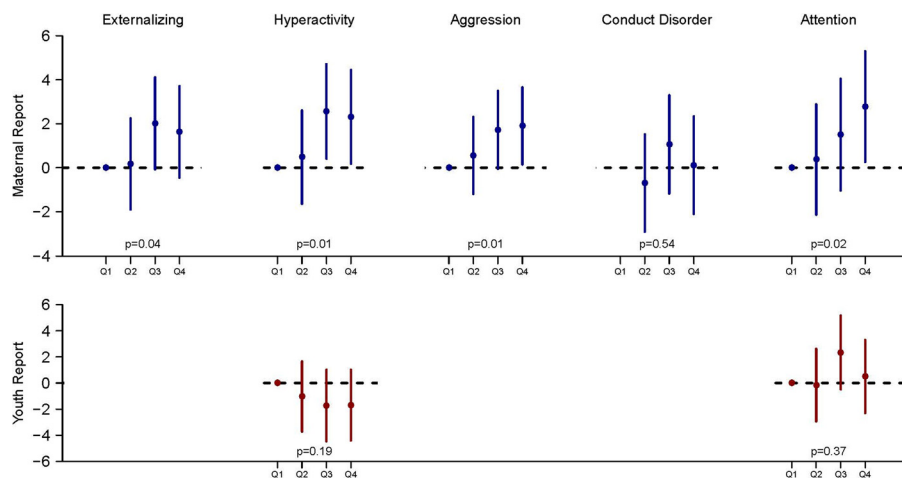 Externalizing Hyperactivity Aggression Conduct Disorder Attention
Maternal Report
6
4
2
0
−2
−4
p=0.04 p=0.01 p=0.01 p=0.54 p=0.02
Q1 Q2 Q3 Q4 Q1 Q2 Q3 Q4 Q1 Q2 Q3 Q4 Q1 Q2 Q3 Q4 Q1 Q2 Q3 Q4
Youth Report
6
4
2
0
−2
−4
−6
p=0.19 p=0.37
Q1 Q2 Q3 Q4 Q1 Q2 Q3 Q4